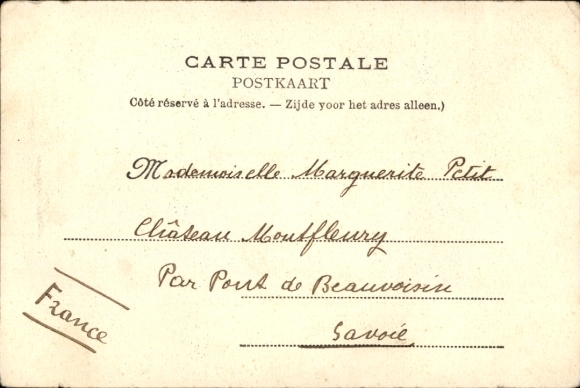 CARTE POSTALE
POSTKAART
Côté réservé à l'adresse. — Zijde voor het adres alleen.)
Mademoiselle Marguerite Petit
Château Montfleury
Par Pont de Beauvoisin
Savoie
France